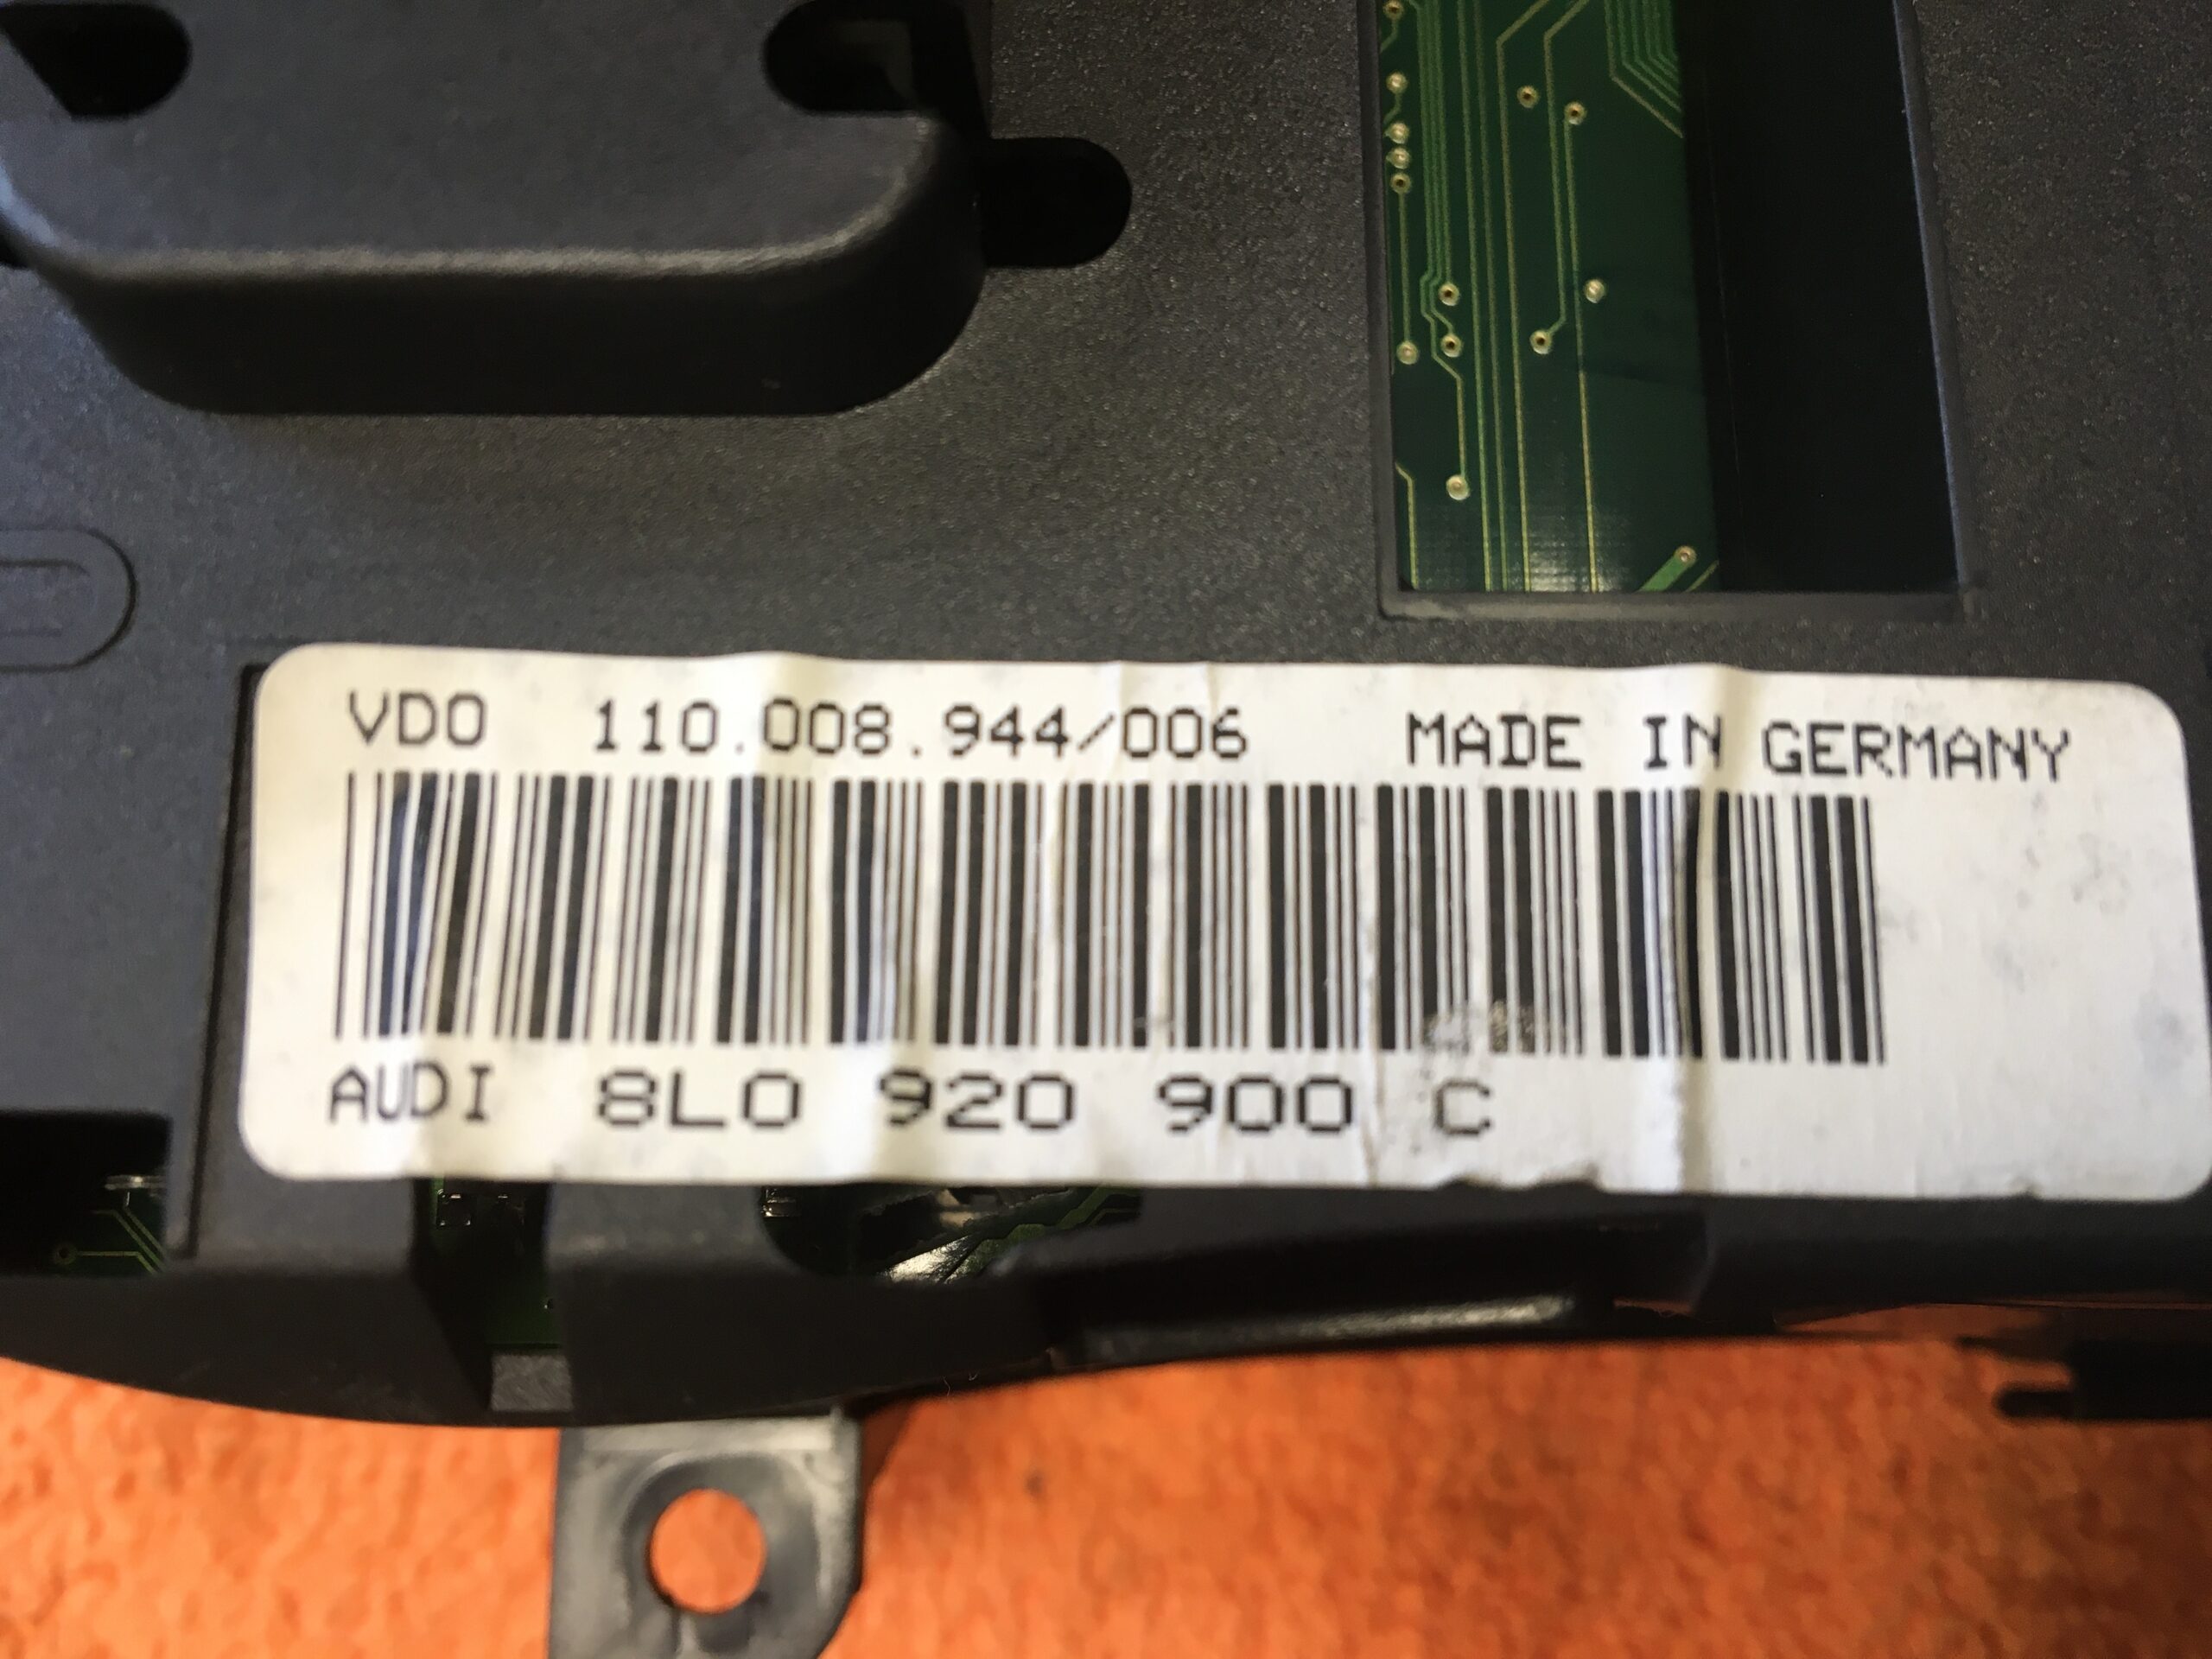 VDO 110.008.944/006 MADE IN GERMANY
AUDI 8L0 920 900 C